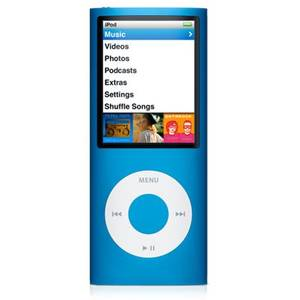 iPod
Music
Videos
Photos
Podcasts
Extras
Settings
Shuffle Songs
MENU